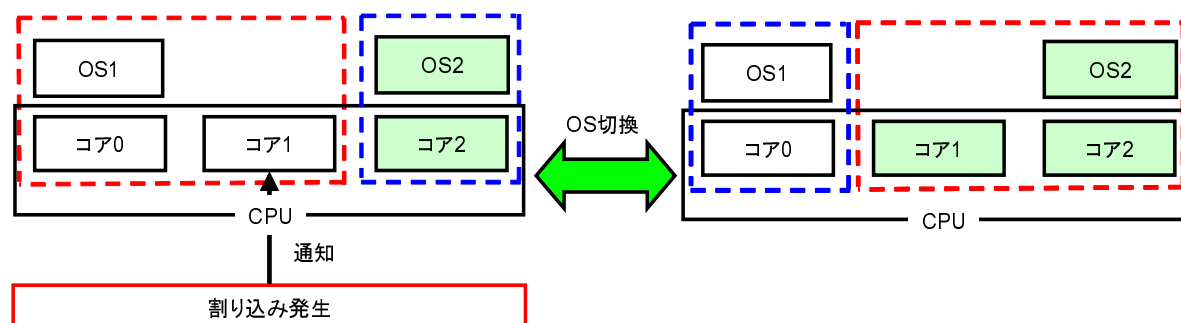 OS1
OS2
コア0
コア1
コア2
CPU
通知
割り込み発生
OS切換
OS1
OS2
コア0
コア1
コア2
CPU